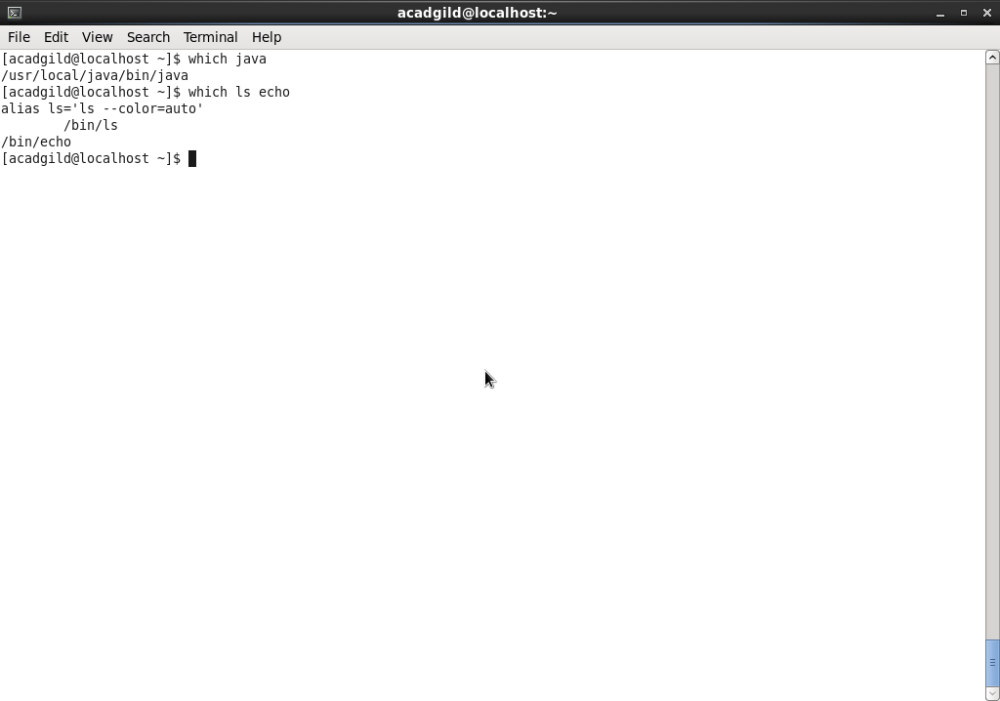 acadgild@localhost:~
File Edit View Search Terminal Help
[acadgild@localhost ~]$ which java
/usr/local/java/bin/java
[acadgild@localhost ~]$ which ls echo
alias ls='ls --color=auto'
        /bin/ls
/bin/echo
[acadgild@localhost ~]$